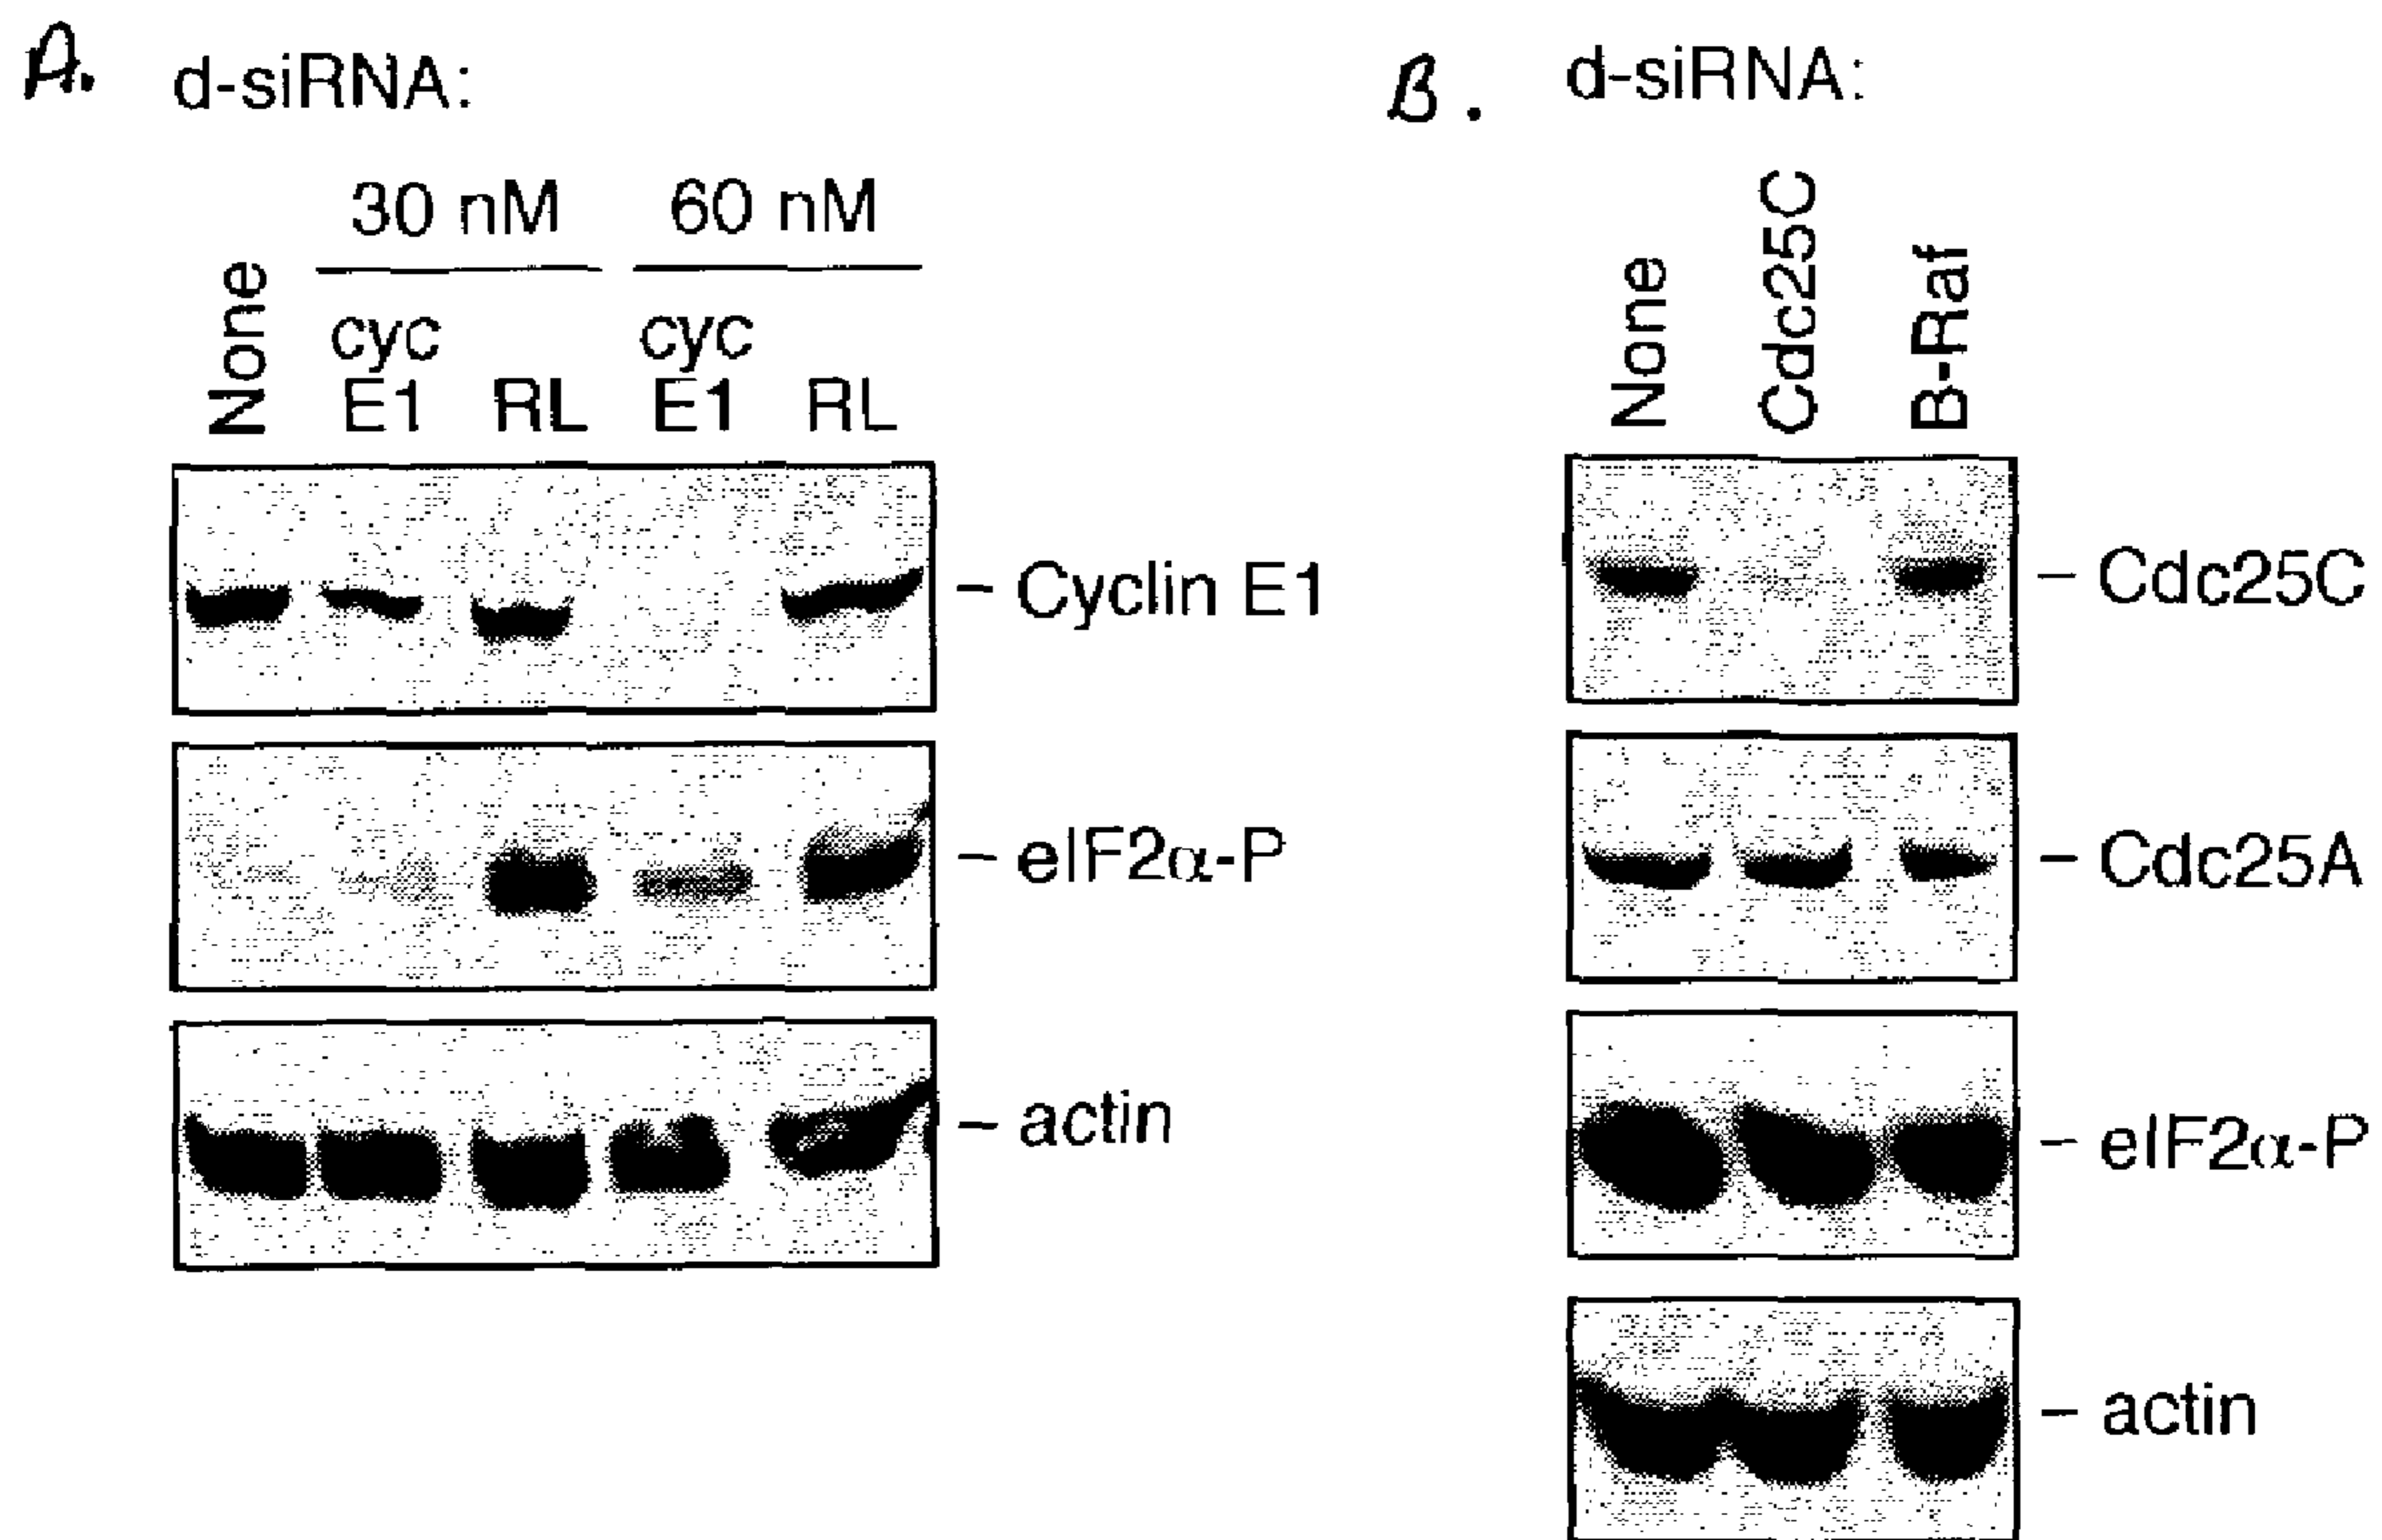 A. d-siRNA:
30 nM 60 nM
None cyc E1 RL cyc E1 RL
- Cyclin E1
- eIF2α-P
- actin
B. d-siRNA:
None Cdc25C B-Raf
- Cdc25C
- Cdc25A
- eIF2α-P
- actin